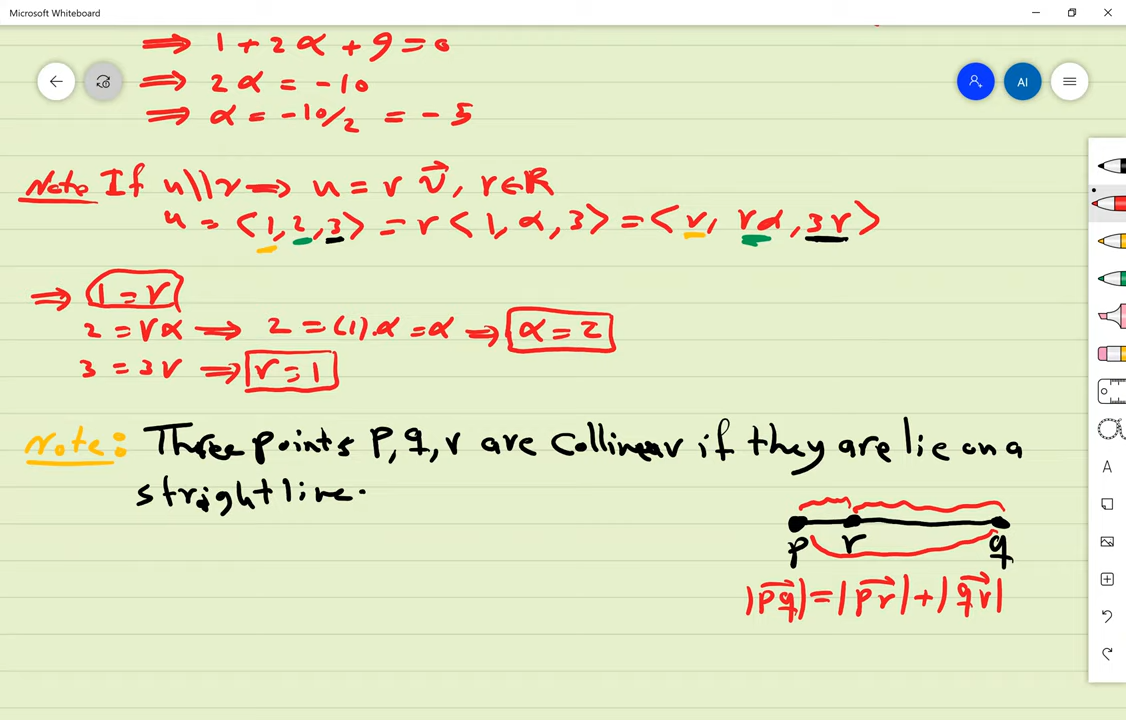 Microsoft Whiteboard
⟹ 1 + 2α + 9 = 0
AI
⟹ 2α = -10
⟹ α = -10/2 = -5
Note If u\\v ⟹ u = r v⃗, r∈ℝ
u = <1, 2, 3> = r <1, α, 3> = <r, rα, 3r>
⟹ 1 = r
2 = rα ⟶ 2 = (1).α = α ⟹ α = 2
3 = 3r ⟹ r = 1
Note: Three points P, q, r are Collinear if they are lie on a
strightline.
p r q
|pq⃗| = |pr⃗| + |qr⃗|
A